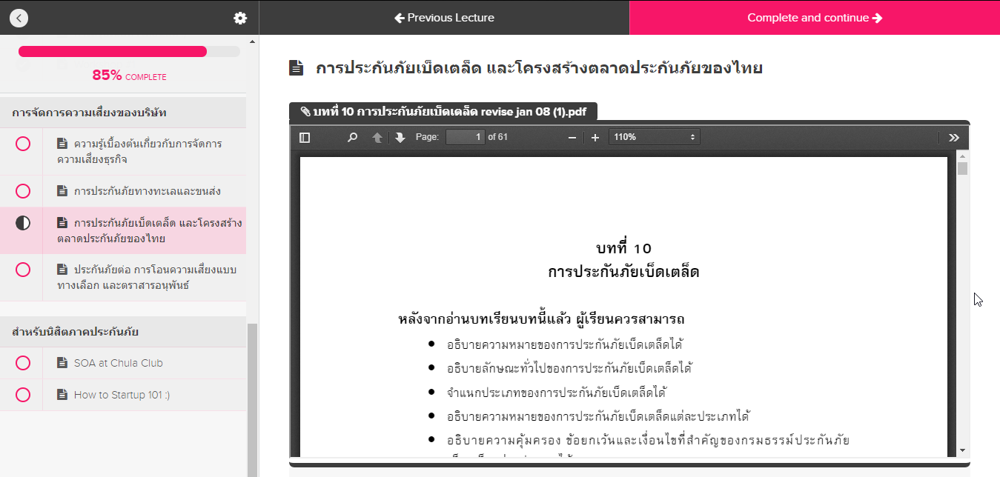 Previous Lecture
Complete and continue
85% COMPLETE
การจัดการความเสี่ยงของบริษัท
ความรู้เบื้องต้นเกี่ยวกับการจัดการ
ความเสี่ยงธุรกิจ
การประกันภัยทางทะเลและขนส่ง
การประกันภัยเบ็ดเตล็ด และโครงสร้าง
ตลาดประกันภัยของไทย
ประกันภัยต่อ การโอนความเสี่ยงแบบ
ทางเลือก และตราสารอนุพันธ์
สำหรับนิสิตภาคประกันภัย
SOA at Chula Club
How to Startup 101 :)
การประกันภัยเบ็ดเตล็ด และโครงสร้างตลาดประกันภัยของไทย
บทที่ 10 การประกันภัยเบ็ดเตล็ด revise jan 08 (1).pdf
Page: 1 of 61 110%
บทที่ 10
การประกันภัยเบ็ดเตล็ด
หลังจากอ่านบทเรียนบทนี้แล้ว ผู้เรียนควรสามารถ
● อธิบายความหมายของการประกันภัยเบ็ดเตล็ดได้
● อธิบายลักษณะทั่วไปของการประกันภัยเบ็ดเตล็ดได้
● จำแนกประเภทของการประกันภัยเบ็ดเตล็ดได้
● อธิบายความหมายของการประกันภัยเบ็ดเตล็ดแต่ละประเภทได้
● อธิบายความคุ้มครอง ข้อยกเว้นและเงื่อนไขที่สำคัญของกรมธรรม์ประกันภัย